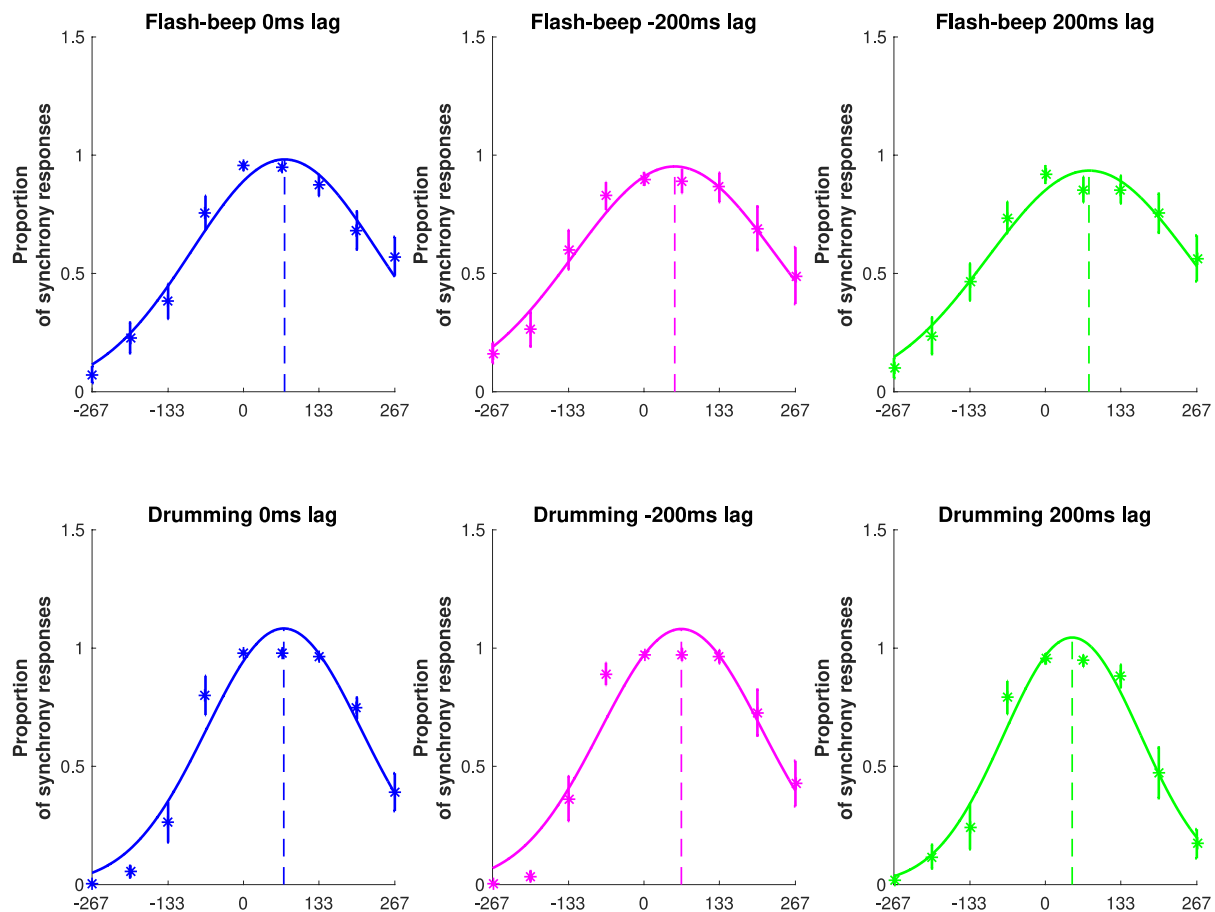 Flash-beep 0ms lag
1.5
1
0.5
0
Proportion
of synchrony responses
-267 -133 0 133 267
Flash-beep -200ms lag
1.5
1
0.5
0
Proportion
of synchrony responses
-267 -133 0 133 267
Flash-beep 200ms lag
1.5
1
0.5
0
Proportion
of synchrony responses
-267 -133 0 133 267
Drumming 0ms lag
1.5
1
0.5
0
Proportion
of synchrony responses
-267 -133 0 133 267
Drumming -200ms lag
1.5
1
0.5
0
Proportion
of synchrony responses
-267 -133 0 133 267
Drumming 200ms lag
1.5
1
0.5
0
Proportion
of synchrony responses
-267 -133 0 133 267